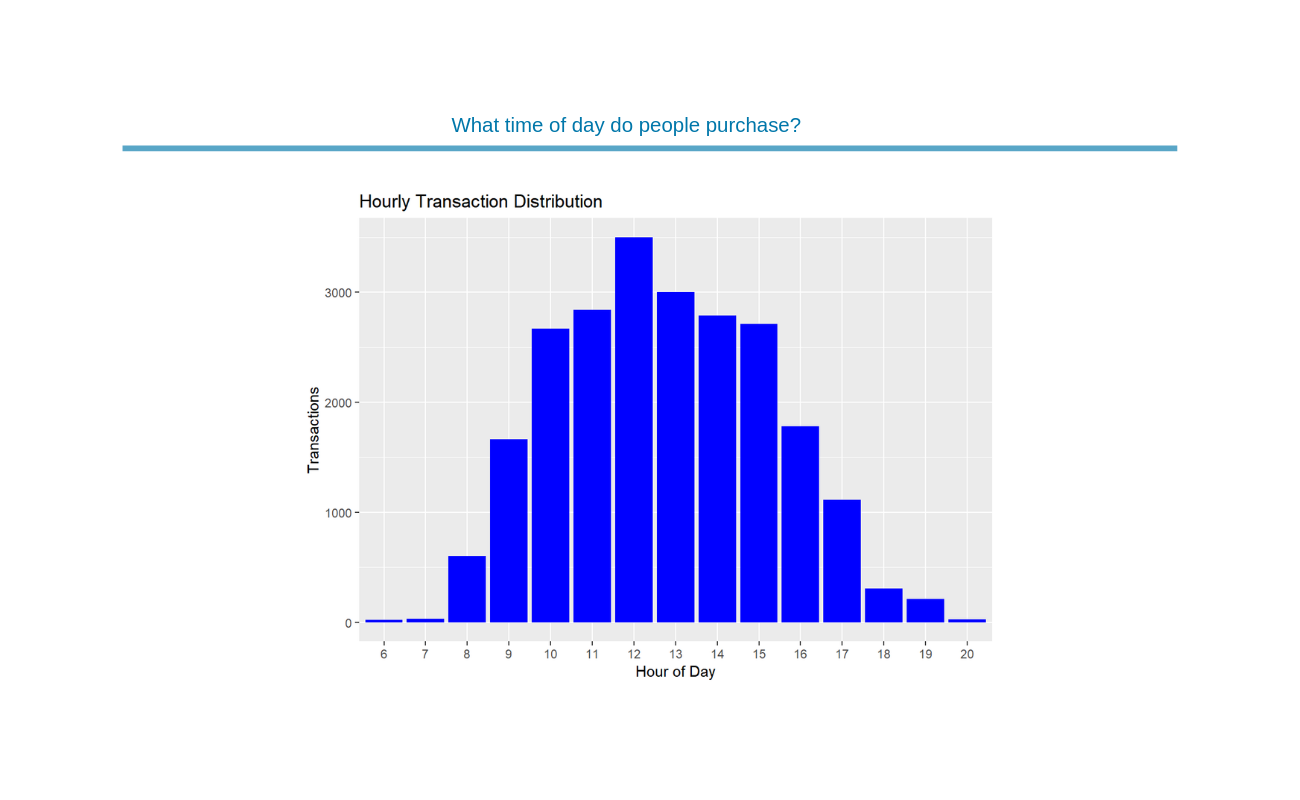 What time of day do people purchase?
Hourly Transaction Distribution
3000
2000
1000
0
Transactions
6 7 8 9 10 11 12 13 14 15 16 17 18 19 20
Hour of Day